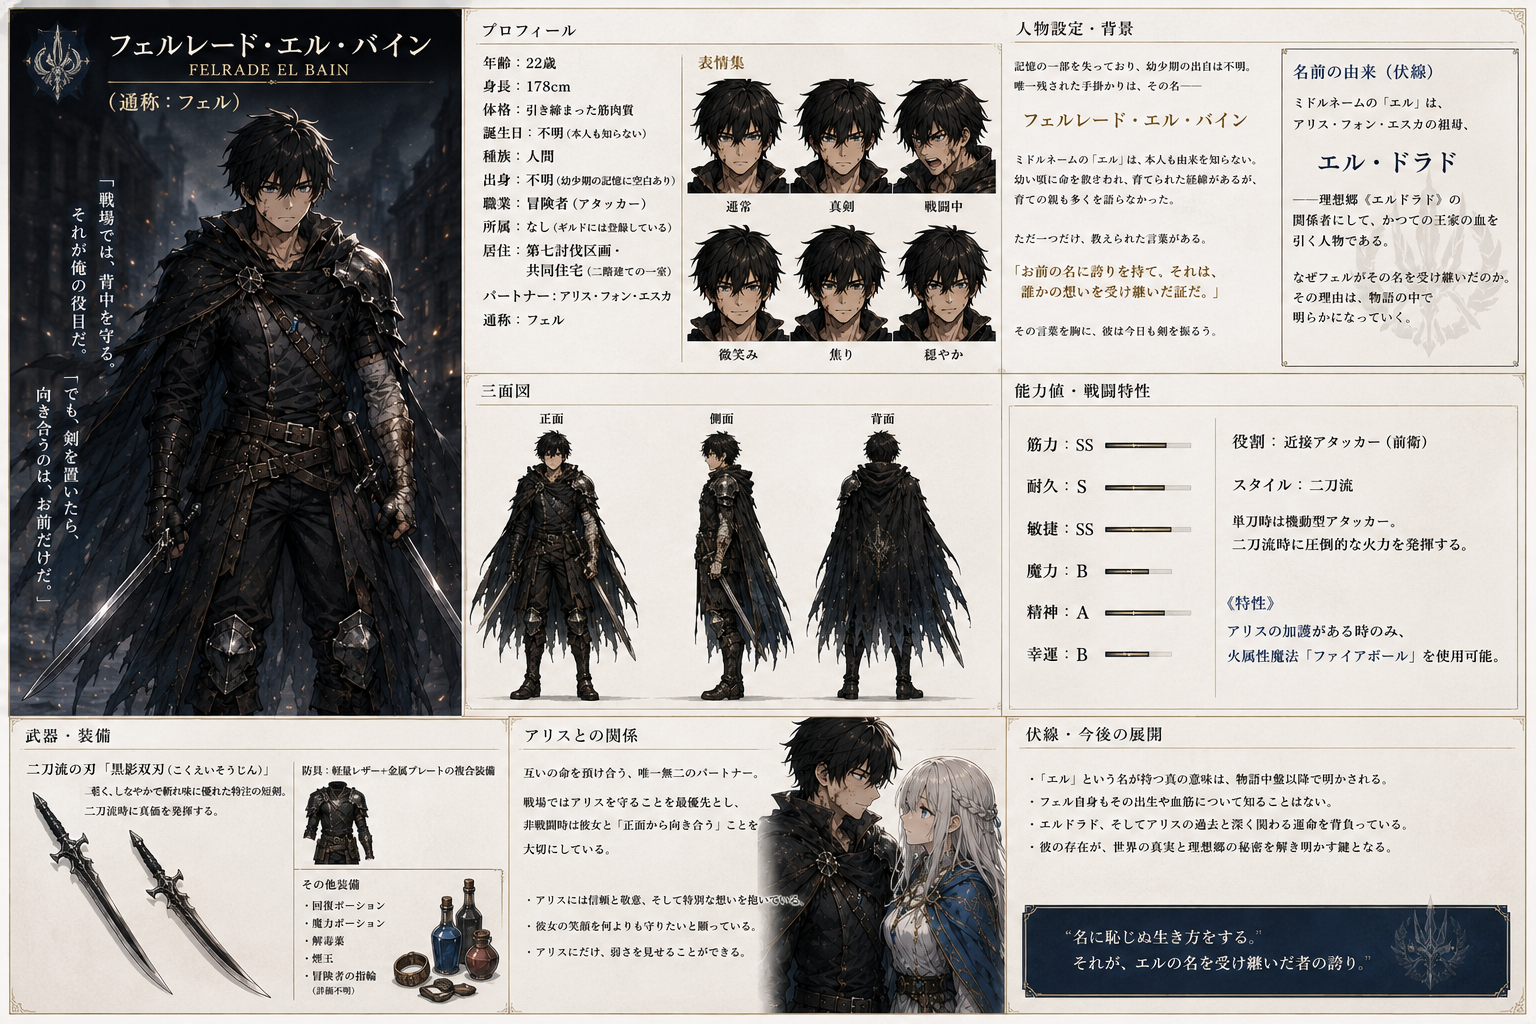 フェルレード・エル・バイン
FELRADE EL BAIN
（通称：フェル）
「戦場では、背中を守る。
それが俺の役目だ。
「でも、剣を置いたら、
向き合うのは、お前だけだ。」
プロフィール
年齢：22歳
身長：178cm
体格：引き締まった筋肉質
誕生日：不明（本人も知らない）
種族：人間
出身：不明（幼少期の記憶に空白あり）
職業：冒険者（アタッカー）
所属：なし（ギルドには登録している）
居住：第七討伐区画・
共同住宅（二階建ての一室）
パートナー：アリス・フォン・エスカ
通称：フェル
表情集
通常
真剣
戦闘中
微笑み
焦り
穏やか
人物設定・背景
記憶の一部を失っており、幼少期の出自は不明。
唯一残された手掛かりは、その名――
フェルレード・エル・バイン
ミドルネームの「エル」は、本人も由来を知らない。
幼い頃に命を救われ、育てられた経緯があるが、
育ての親も多くを語らなかった。
ただ一つだけ、教えられた言葉がある。
「お前の名に誇りを持て。それは、
誰かの想いを受け継いだ証だ。」
その言葉を胸に、彼は今日も剣を振るう。
名前の由来（伏線）
ミドルネームの「エル」は、
アリス・フォン・エスカの祖母、
エル・ドラド
――理想郷《エルドラド》の
関係者にして、かつての王家の血を
引く人物である。
なぜフェルがその名を受け継いだのか。
その理由は、物語の中で
明らかになっていく。
三面図
正面
側面
背面
能力値・戦闘特性
筋力：SS
耐久：S
敏捷：SS
魔力：B
精神：A
幸運：B
役割：近接アタッカー（前衛）
スタイル：二刀流
単刀時は機動型アタッカー。
二刀流時に圧倒的な火力を発揮する。
《特性》
アリスの加護がある時のみ、
火属性魔法「ファイアボール」を使用可能。
武器・装備
二刀流の刃「黒影双刃（こくえいそうじん）」
軽く、しなやかで斬れ味に優れた特注の短剣。
二刀流時に真価を発揮する。
防具：軽量レザー+金属プレートの複合装備
その他装備
・回復ポーション
・魔力ポーション
・解毒薬
・煙玉
・冒険者の指輪
（詳細不明）
アリスとの関係
互いの命を預け合う、唯一無二のパートナー。
戦場ではアリスを守ることを最優先とし、
非戦闘時は彼女と「正面から向き合う」ことを
大切にしている。
・アリスには信頼と敬意、そして特別な想いを抱いている。
・彼女の笑顔を何よりも守りたいと願っている。
・アリスにだけ、弱さを見せることができる。
伏線・今後の展開
・「エル」という名が持つ真の意味は、物語中盤以降で明かされる。
・フェル自身もその出生や血筋について知ることはない。
・エルドラド、そしてアリスの過去と深く関わる運命を背負っている。
・彼の存在が、世界の真実と理想郷の秘密を解き明かす鍵となる。
“名に恥じぬ生き方をする。”
それが、エルの名を受け継いだ者の誇り。”